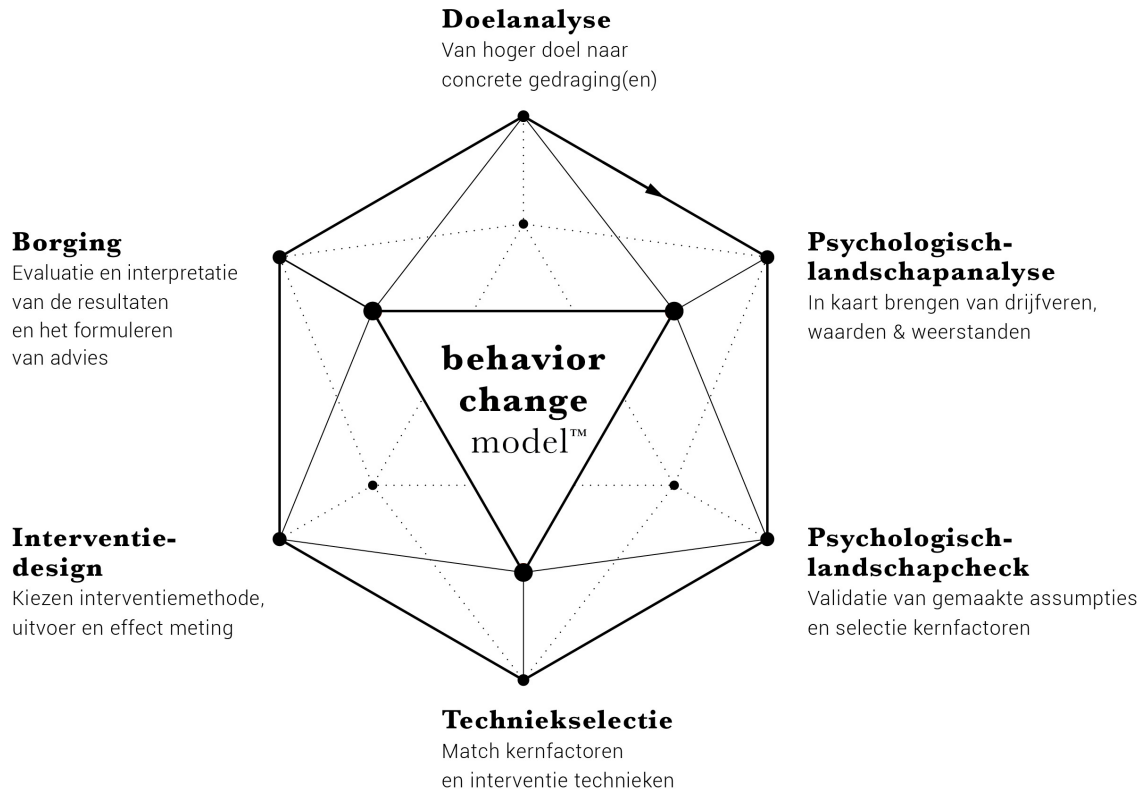 Doelanalyse
Van hoger doel naar
concrete gedraging(en)
Psychologisch-
landschapanalyse
In kaart brengen van drijfveren,
waarden & weerstanden
Psychologisch-
landschapcheck
Validatie van gemaakte assumpties
en selectie kernfactoren
Techniekselectie
Match kernfactoren
en interventie technieken
Interventie-
design
Kiezen interventiemethode,
uitvoer en effect meting
Borging
Evaluatie en interpretatie
van de resultaten
en het formuleren
van advies
behavior
change
model™